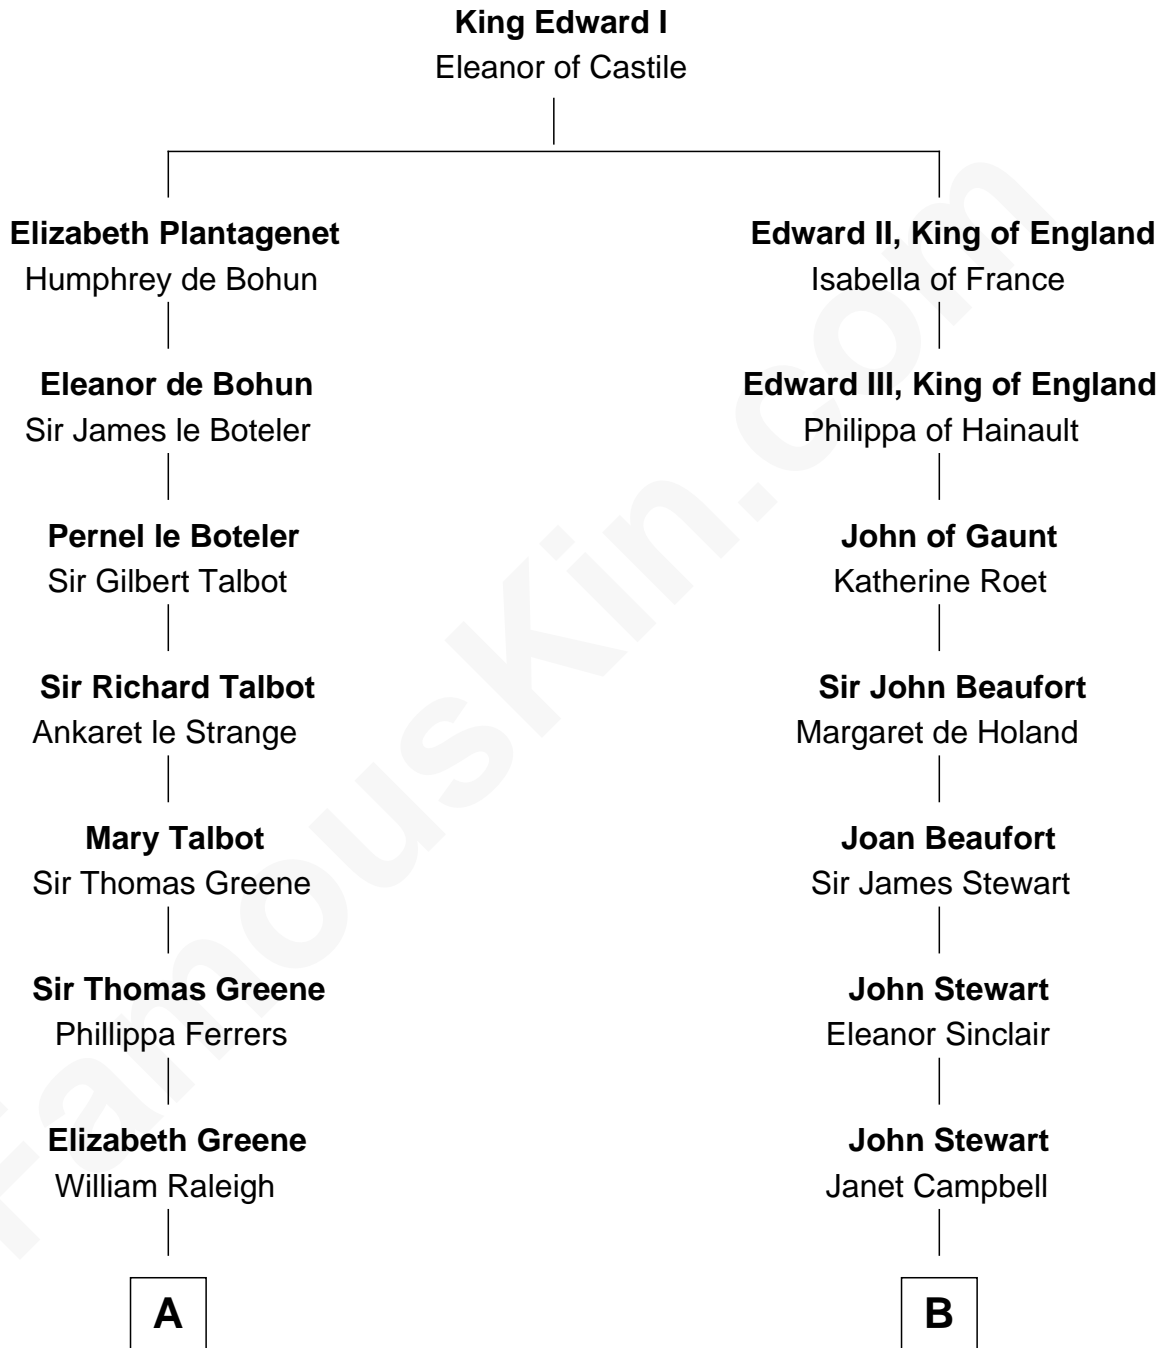 King Edward I
Eleanor of Castile
Elizabeth Plantagenet
Humphrey de Bohun
Edward II, King of England
Isabella of France
Eleanor de Bohun
Sir James le Boteler
Edward III, King of England
Philippa of Hainault
Pernel le Boteler
Sir Gilbert Talbot
John of Gaunt
Katherine Roet
Sir Richard Talbot
Ankaret le Strange
Sir John Beaufort
Margaret de Holand
Mary Talbot
Sir Thomas Greene
Joan Beaufort
Sir James Stewart
Sir Thomas Greene
Phillippa Ferrers
John Stewart
Eleanor Sinclair
Elizabeth Greene
William Raleigh
John Stewart
Janet Campbell
A
B
FamousKin.com